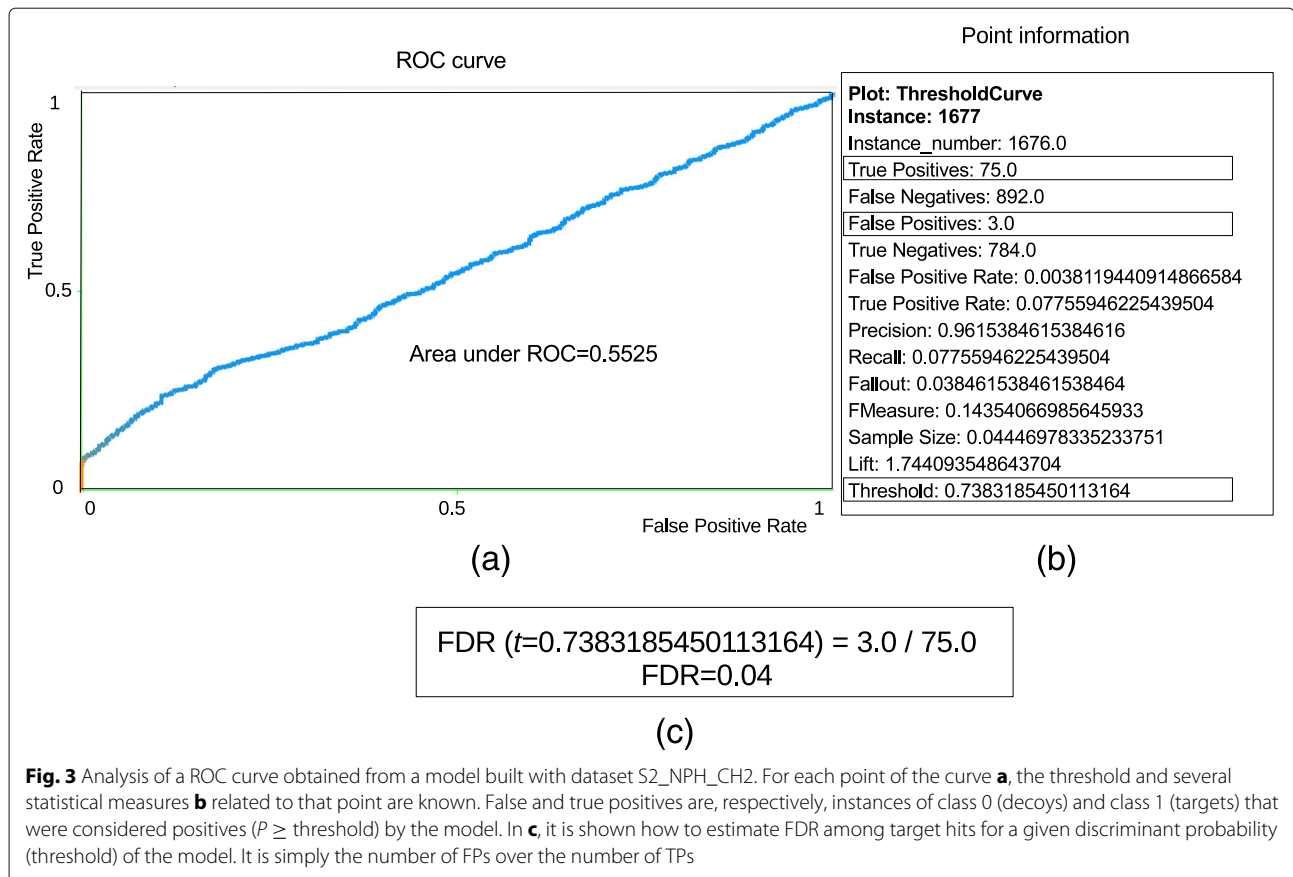 ROC curve
1
True Positive Rate
0.5
0
Area under ROC=0.5525
0
0.5
1
False Positive Rate
(a)
Point information
Plot: ThresholdCurve
Instance: 1677
Instance_number: 1676.0
True Positives: 75.0
False Negatives: 892.0
False Positives: 3.0
True Negatives: 784.0
False Positive Rate: 0.0038119440914866584
True Positive Rate: 0.07755946225439504
Precision: 0.9615384615384616
Recall: 0.07755946225439504
Fallout: 0.038461538461538464
FMeasure: 0.14354066985645933
Sample Size: 0.04446978335233751
Lift: 1.744093548643704
Threshold: 0.7383185450113164
(b)
FDR (t=0.7383185450113164) = 3.0 / 75.0
FDR=0.04
(c)
Fig. 3 Analysis of a ROC curve obtained from a model built with dataset S2_NPH_CH2. For each point of the curve a, the threshold and several
statistical measures b related to that point are known. False and true positives are, respectively, instances of class 0 (decoys) and class 1 (targets) that
were considered positives (P ≥ threshold) by the model. In c, it is shown how to estimate FDR among target hits for a given discriminant probability
(threshold) of the model. It is simply the number of FPs over the number of TPs